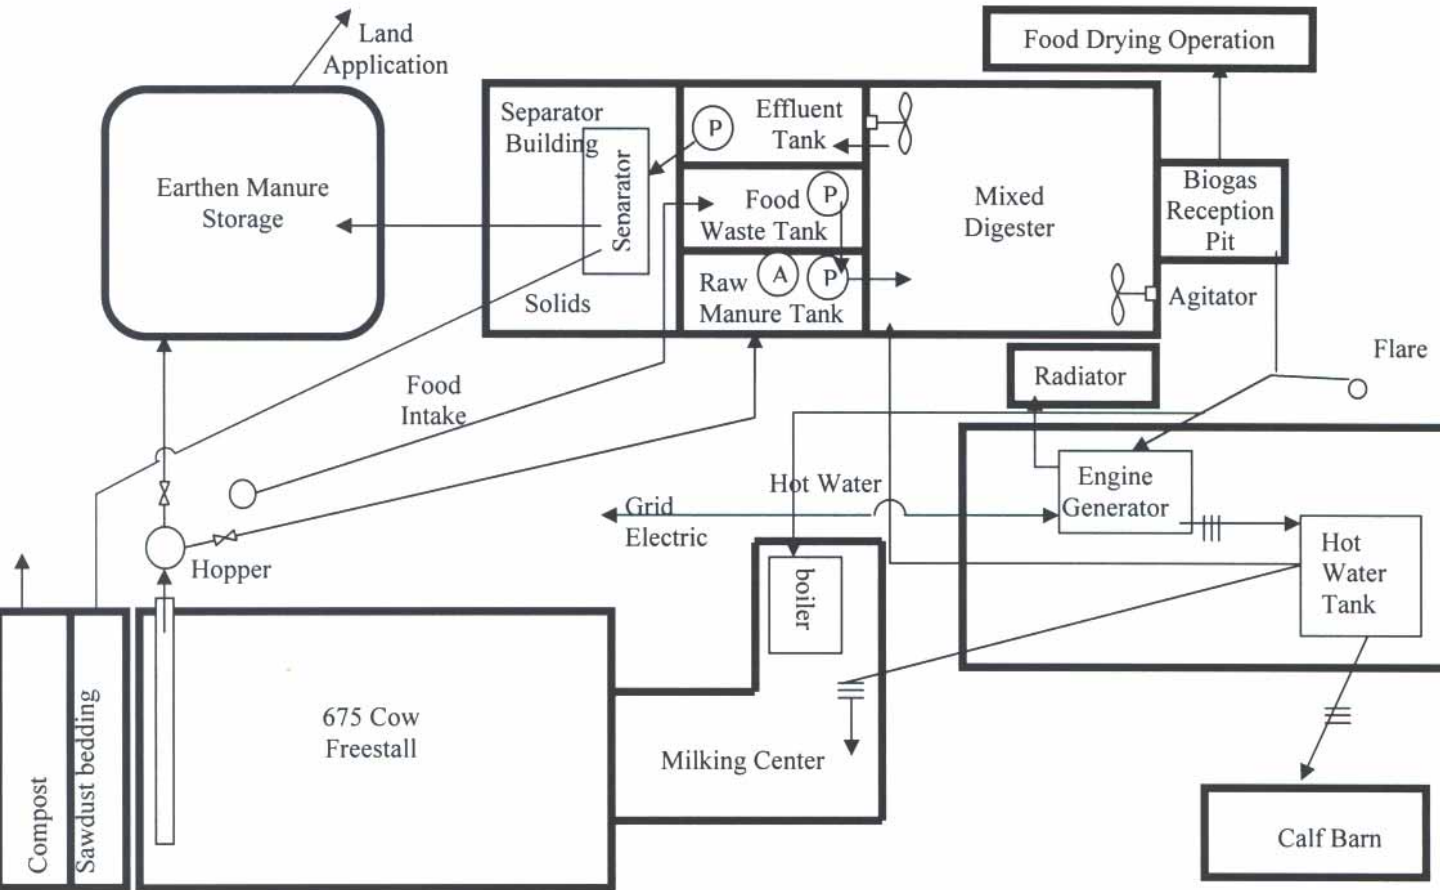 Land
Application
Food Drying Operation
Separator
Building
Separator
Solids
Effluent
Tank
P
Food
Waste Tank
P
Raw
Manure Tank
A
P
Mixed
Digester
Biogas
Reception
Pit
Agitator
Earthen Manure
Storage
Radiator
Flare
Food
Intake
Hot Water
Grid
Electric
Engine
Generator
Hot
Water
Tank
Hopper
boiler
675 Cow
Freestall
Milking Center
Compost
Sawdust bedding
Calf Barn